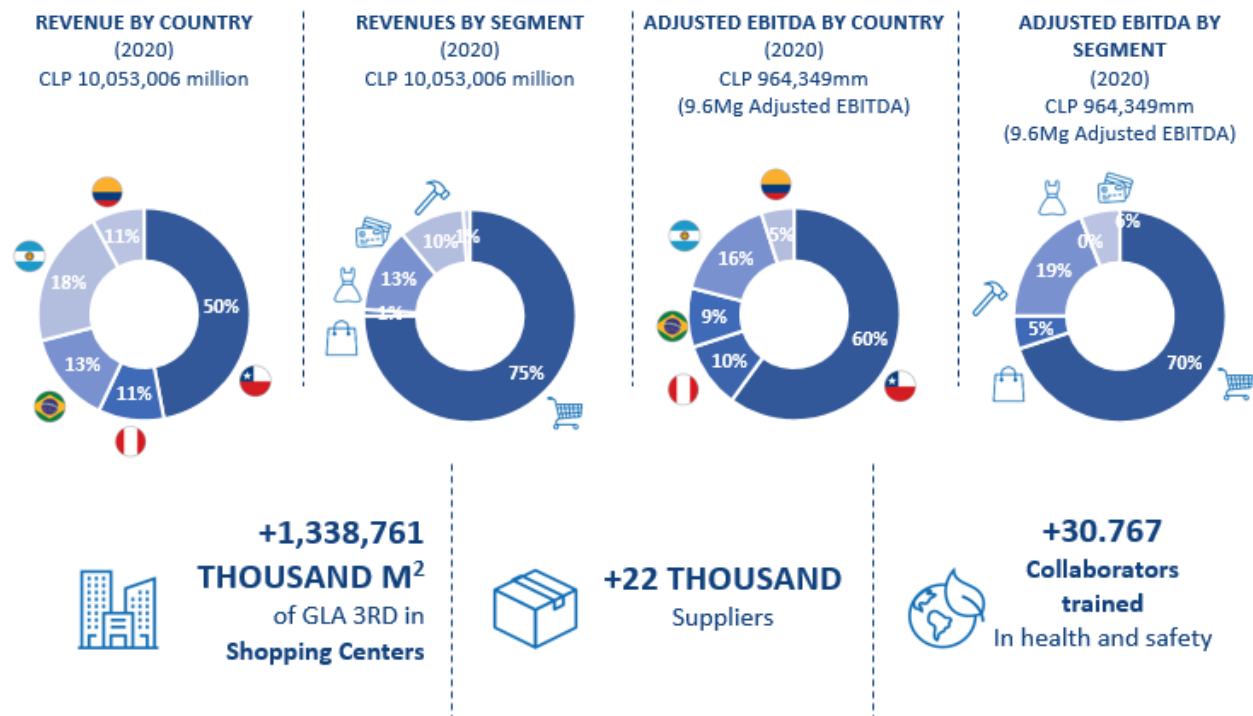 REVENUE BY COUNTRY
(2020)
CLP 10,053,006 million
REVENUES BY SEGMENT
(2020)
CLP 10,053,006 million
ADJUSTED EBITDA BY COUNTRY
(2020)
CLP 964,349mm
(9.6Mg Adjusted EBITDA)
ADJUSTED EBITDA BY
SEGMENT
(2020)
CLP 964,349mm
(9.6Mg Adjusted EBITDA)
11%
18%
50%
13%
11%
10%
1%
13%
1%
75%
5%
16%
9%
60%
10%
0%
6%
19%
5%
70%
+1,338,761
THOUSAND M²
of GLA 3RD in
Shopping Centers
+22 THOUSAND
Suppliers
+30.767
Collaborators
trained
In health and safety